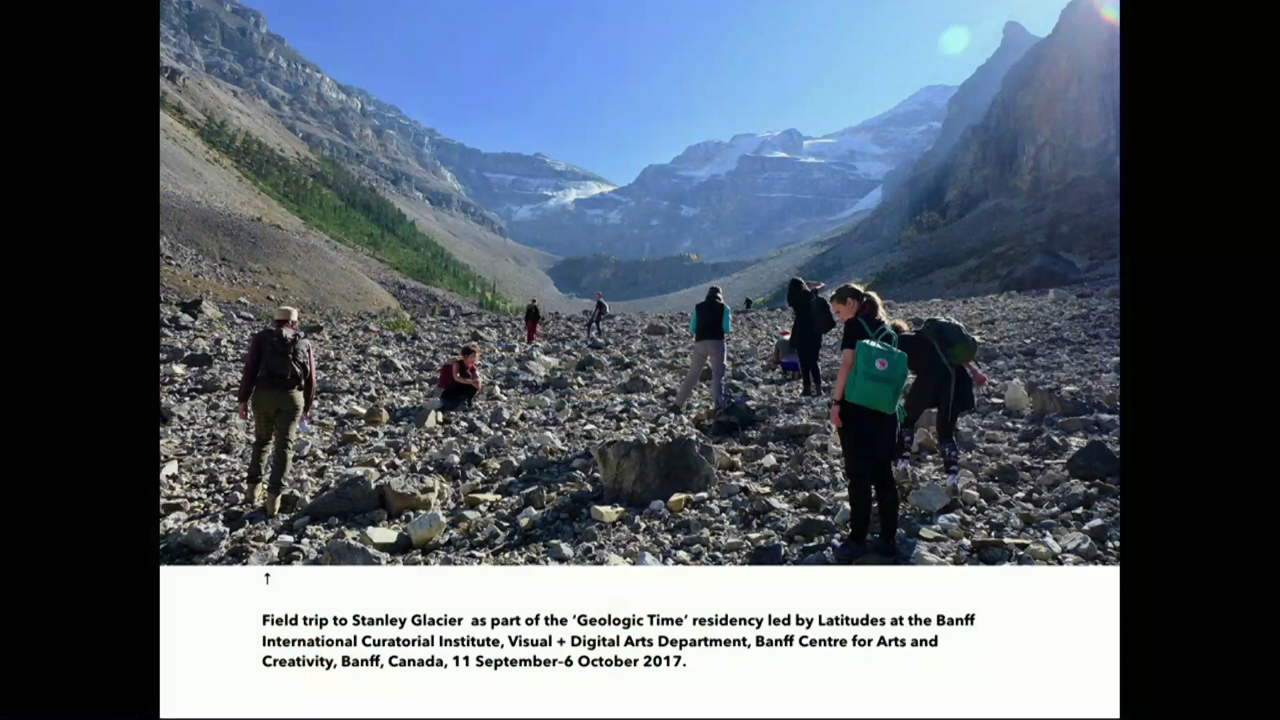 ↑
Field trip to Stanley Glacier as part of the ‘Geologic Time’ residency led by Latitudes at the Banff
International Curatorial Institute, Visual + Digital Arts Department, Banff Centre for Arts and
Creativity, Banff, Canada, 11 September–6 October 2017.